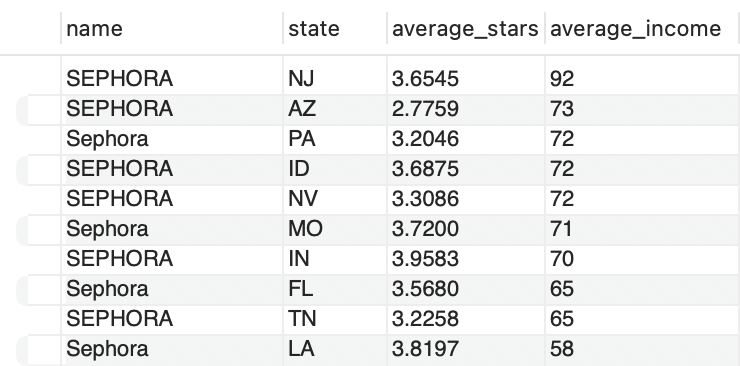 name state average_stars average_income
SEPHORA NJ 3.6545 92
SEPHORA AZ 2.7759 73
Sephora PA 3.2046 72
SEPHORA ID 3.6875 72
SEPHORA NV 3.3086 72
Sephora MO 3.7200 71
SEPHORA IN 3.9583 70
Sephora FL 3.5680 65
SEPHORA TN 3.2258 65
Sephora LA 3.8197 58